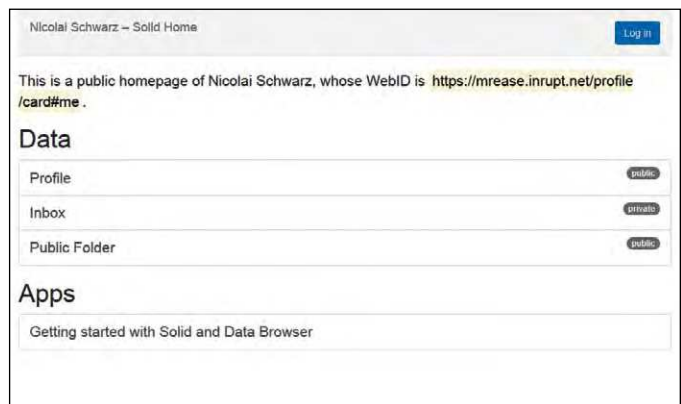 Nicolai Schwarz – Solid Home
Log in
This is a public homepage of Nicolai Schwarz, whose WebID is https://mrease.inrupt.net/profile
/card#me .
Data
Profile
public
Inbox
private
Public Folder
public
Apps
Getting started with Solid and Data Browser